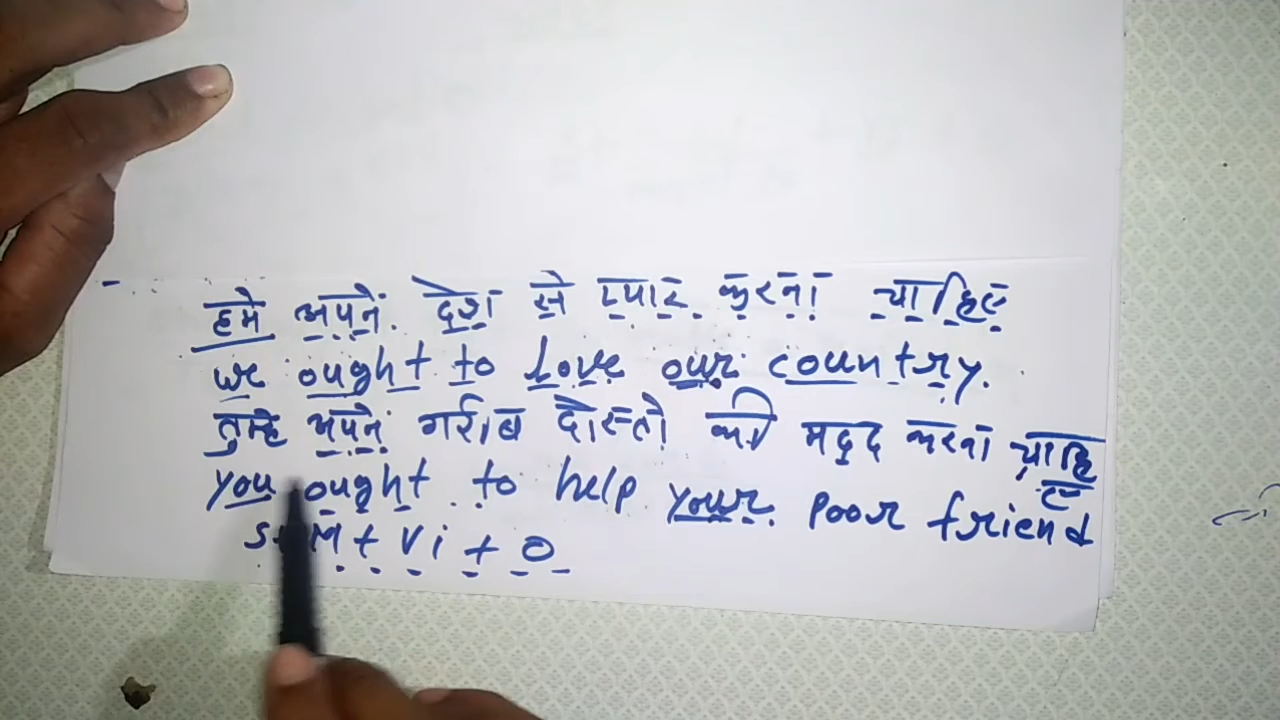 हमे अपने देश से प्यार करना चाहिए
we ought to love our country.
तुम्हे अपने गरीब दोस्तो की मदद करना चाहिए
you ought to help your poor friend
S + M + Vi + O